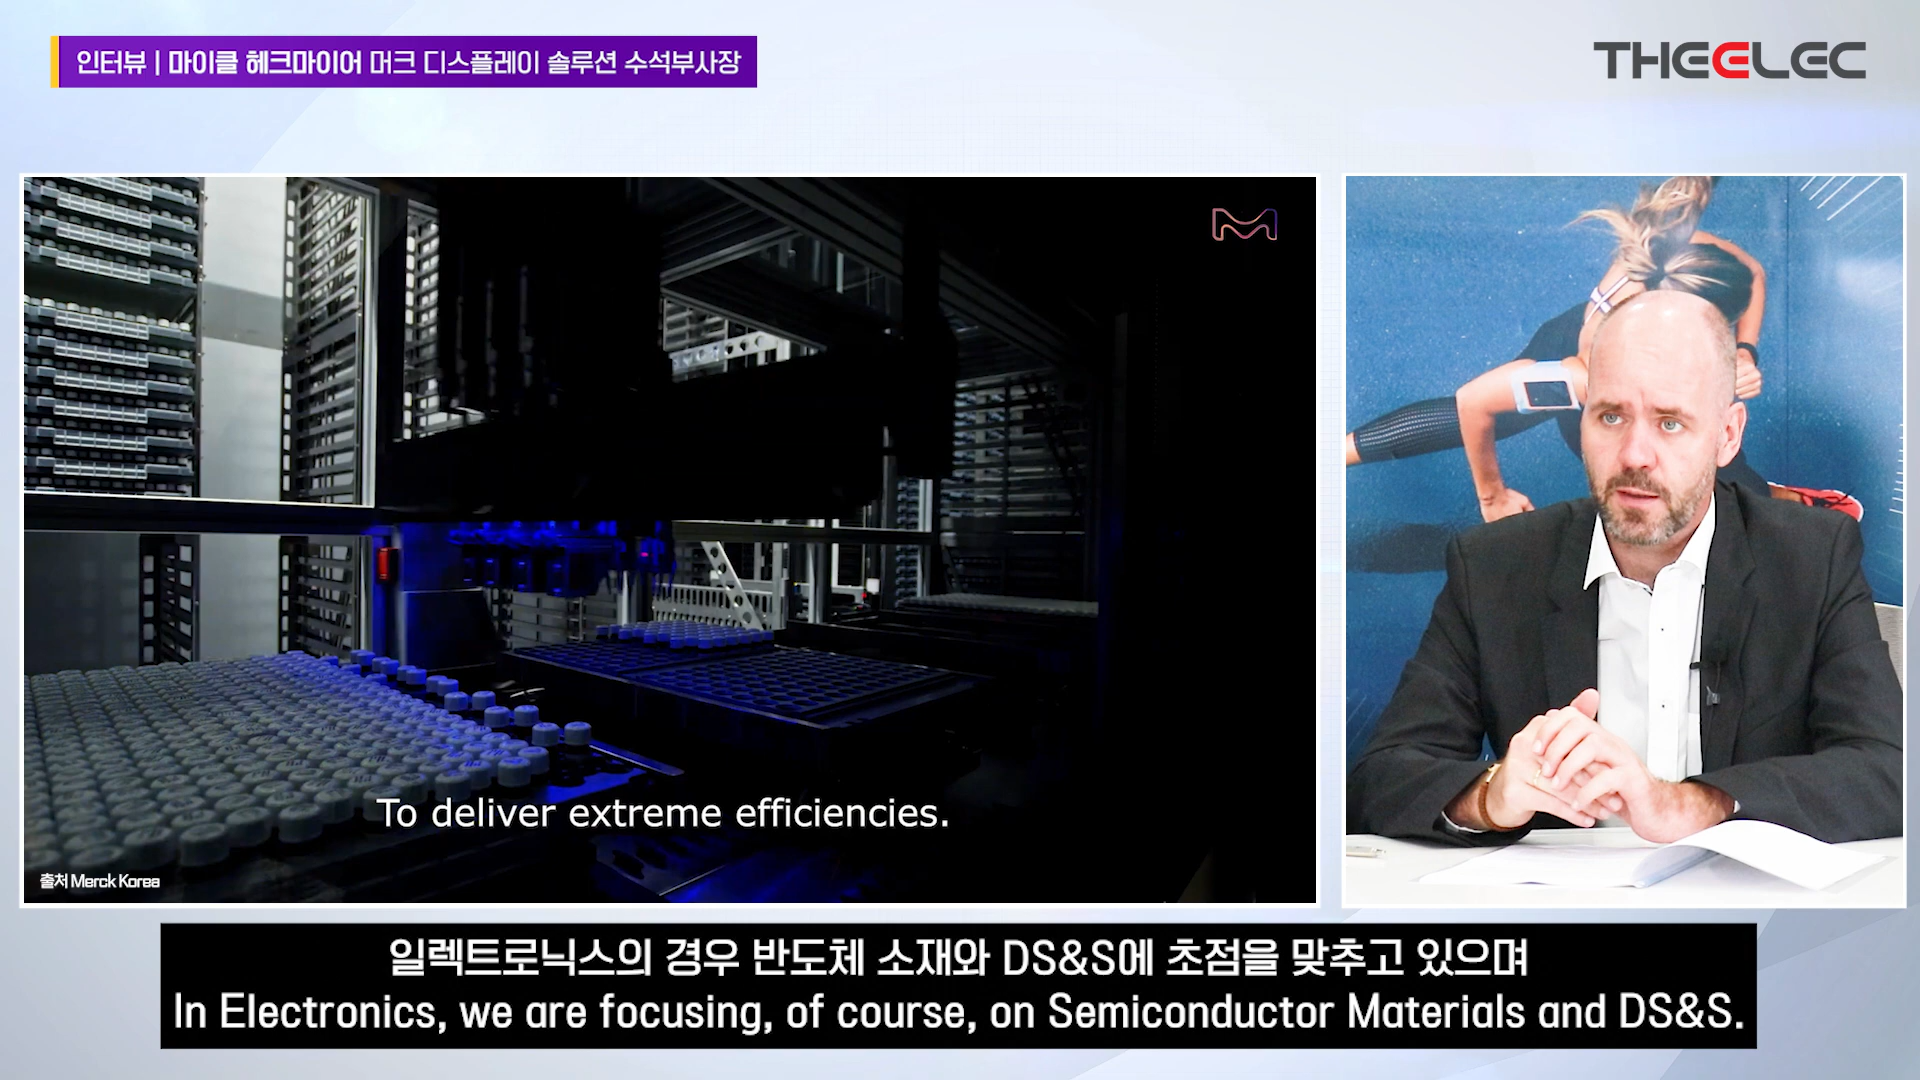 인터뷰 | 마이클 헤크마이어 머크 디스플레이 솔루션 수석부사장
THEELEC
To deliver extreme efficiencies.
출처 Merck Korea
일렉트로닉스의 경우 반도체 소재와 DS&S에 초점을 맞추고 있으며
In Electronics, we are focusing, of course, on Semiconductor Materials and DS&S.